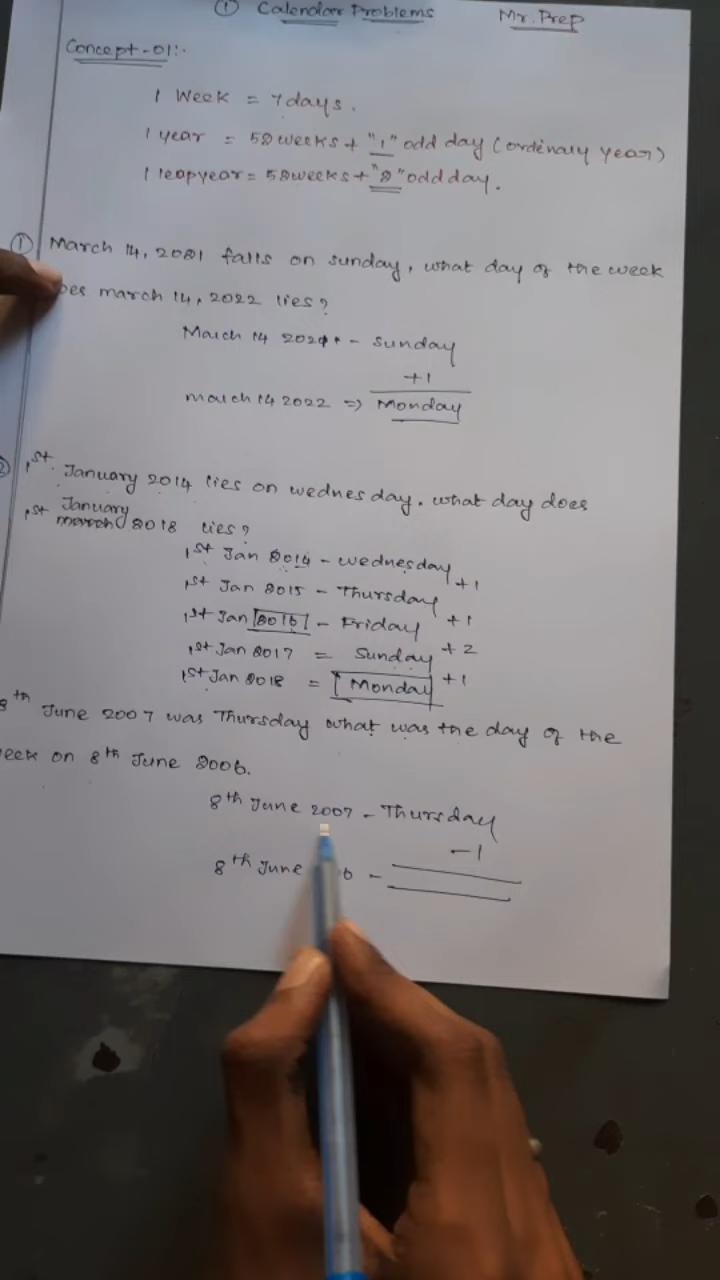 ① Calendar Problems Mr. Prep
Concept-01:-
1 Week = 7 days.
1 year = 52 weeks + "1" odd day (ordinary year)
1 leapyear = 52 weeks + "2" odd day.
① March 14, 2021 falls on sunday, what day of the week
oes march 14, 2022 lies?
March 14 2021 - Sunday
+1
march 14 2022 => Monday
1st January 2014 lies on wednesday. what day does
1st January 2018 lies?
1st Jan 2014 - wednesday +1
1st Jan 2015 - Thursday +1
1st Jan 2016 - Friday +2
1st Jan 2017 = Sunday +1
1st Jan 2018 = Monday
8th June 2007 was Thursday what was the day of the
eek on 8th June 2006.
8th June 2007 - Thursday
-1
8th June 6 -